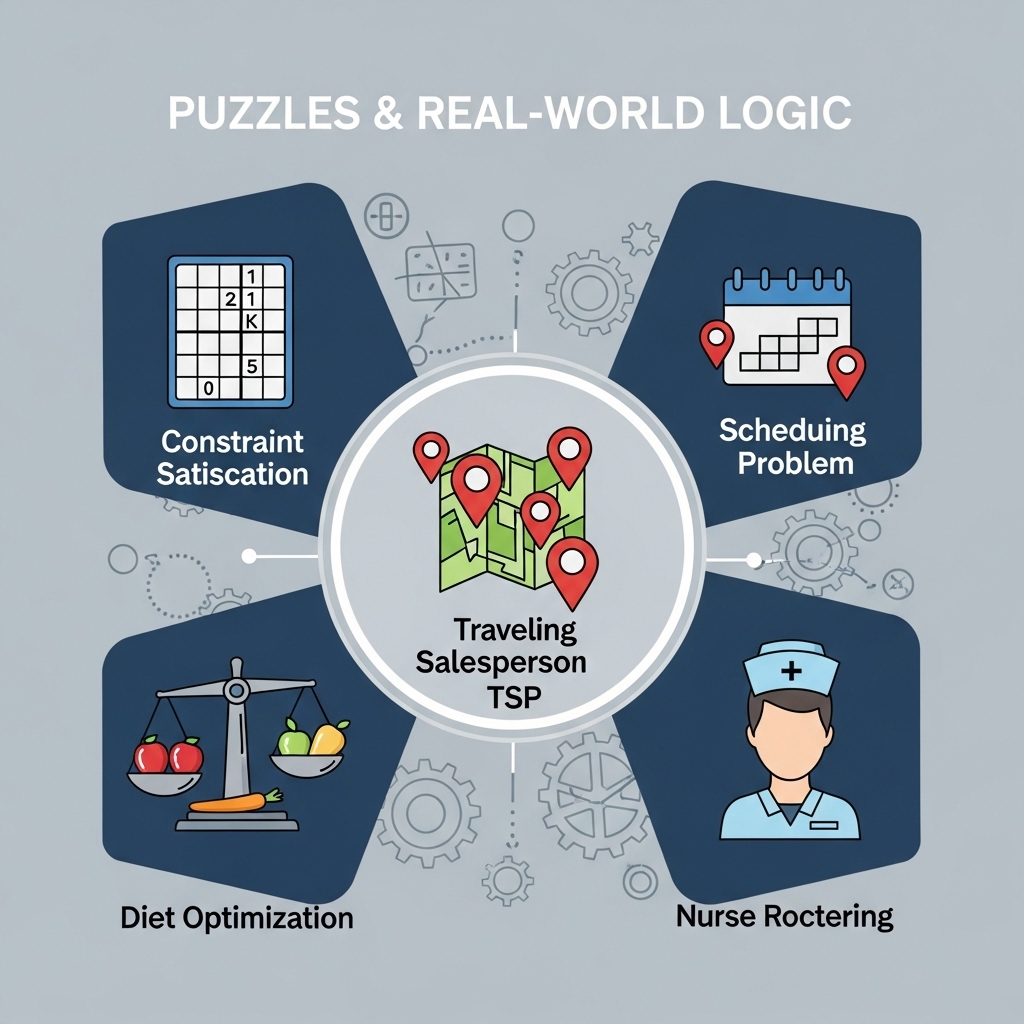 PUZZLES & REAL-WORLD LOGIC
1
2 1
K
5
0
Constraint
Satiscation
Scheduing
Problem
Traveling
Salesperson
TSP
Diet Optimization
Nurse Roctering